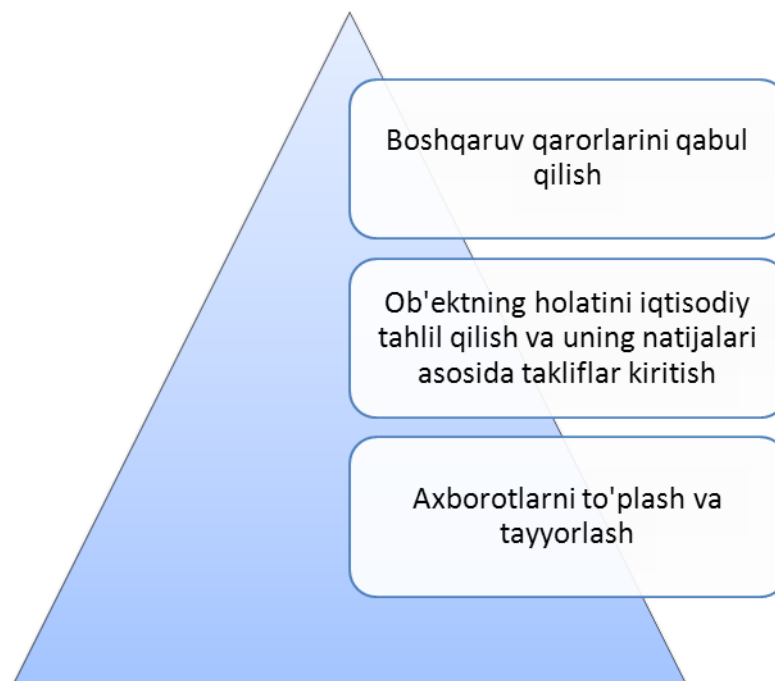 Boshqaruv qarorlarini qabul
qilish
Ob'ektning holatini iqtisodiy
tahlil qilish va uning natijalari
asosida takliflar kiritish
Axborotlarni to'plash va
tayyorlash